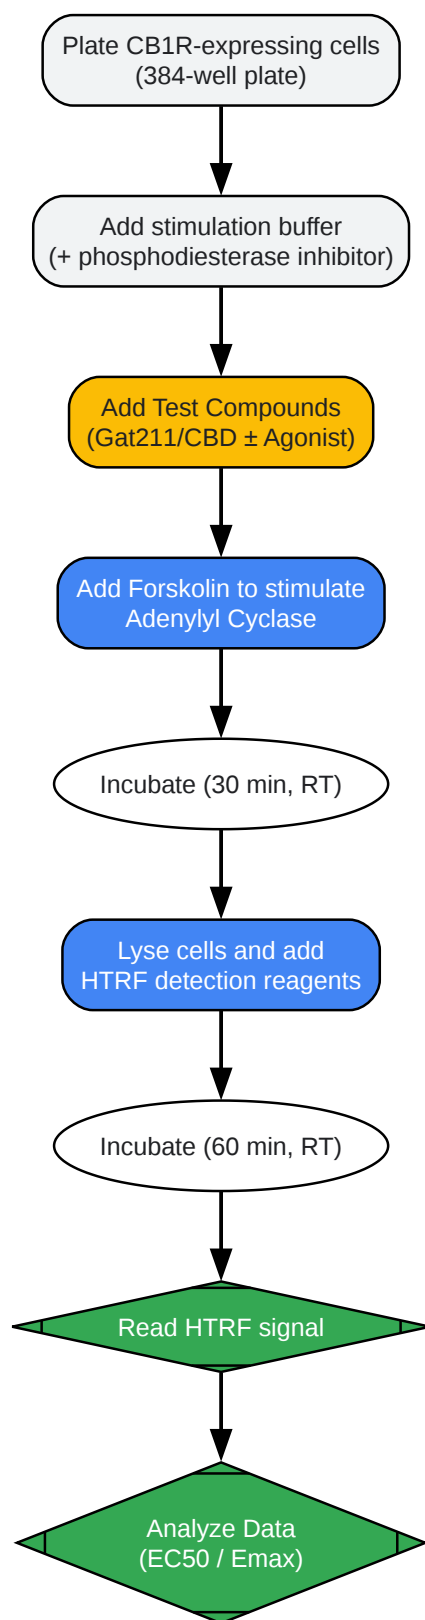 Plate CB1R-expressing cells
(384-well plate)
Add stimulation buffer
(+ phosphodiesterase inhibitor)
Add Test Compounds
(Gat211/CBD ± Agonist)
Add Forskolin to stimulate
Adenylyl Cyclase
Incubate (30 min, RT)
Lyse cells and add
HTRF detection reagents
Incubate (60 min, RT)
Read HTRF signal
Analyze Data
(EC50 / Emax)